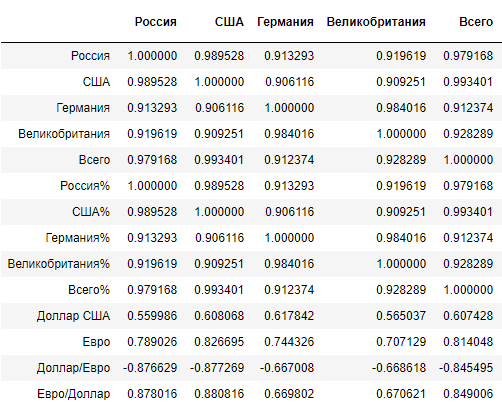 Россия США Германия Великобритания Всего
Россия 1.000000 0.989528 0.913293 0.919619 0.979168
США 0.989528 1.000000 0.906116 0.909251 0.993401
Германия 0.913293 0.906116 1.000000 0.984016 0.912374
Великобритания 0.919619 0.909251 0.984016 1.000000 0.928289
Всего 0.979168 0.993401 0.912374 0.928289 1.000000
Россия% 1.000000 0.989528 0.913293 0.919619 0.979168
США% 0.989528 1.000000 0.906116 0.909251 0.993401
Германия% 0.913293 0.906116 1.000000 0.984016 0.912374
Великобритания% 0.919619 0.909251 0.984016 1.000000 0.928289
Всего% 0.979168 0.993401 0.912374 0.928289 1.000000
Доллар США 0.559986 0.608068 0.617842 0.565037 0.607428
Евро 0.789026 0.826695 0.744326 0.707129 0.814048
Доллар/Евро -0.876629 -0.877269 -0.667008 -0.668618 -0.845495
Евро/Доллар 0.878016 0.880816 0.669802 0.670621 0.849006